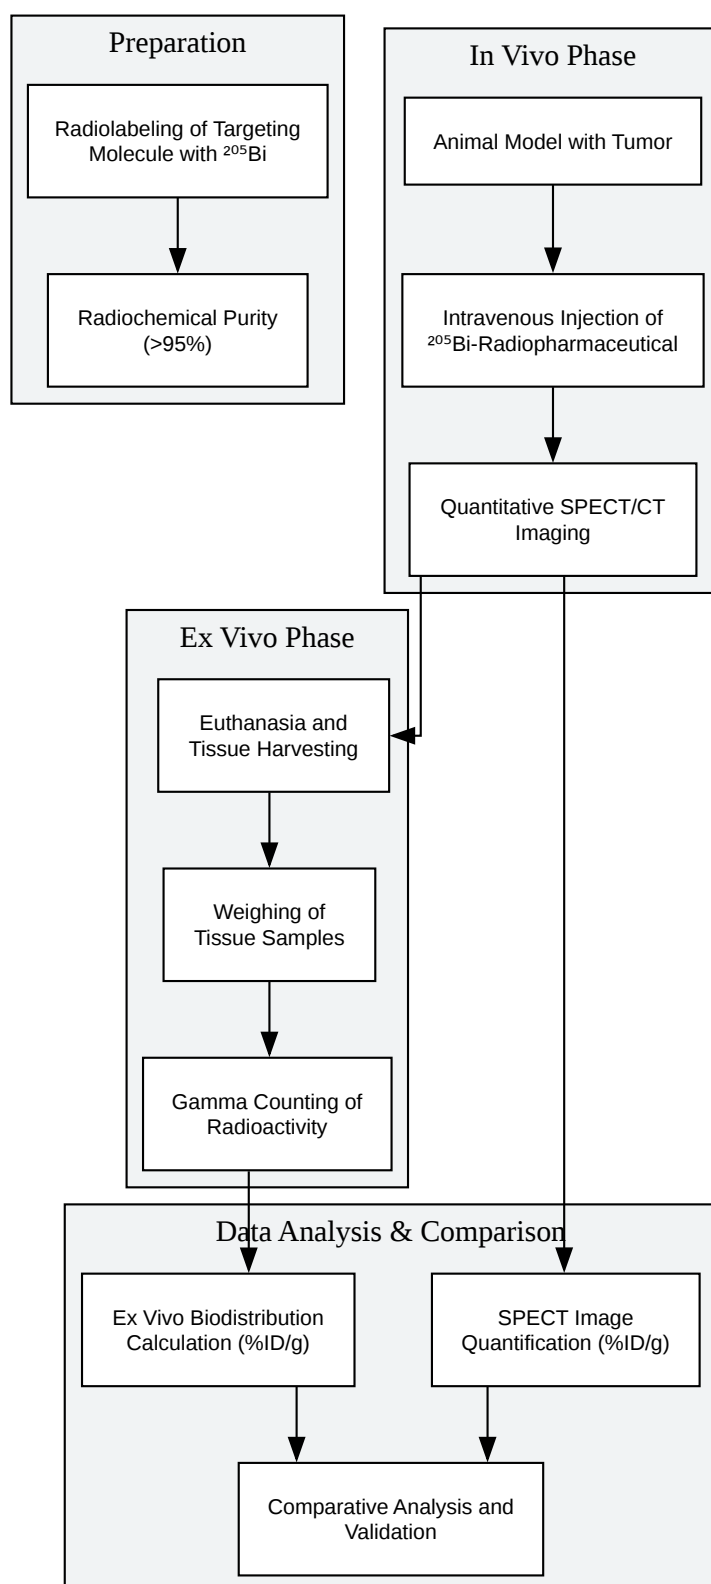 Preparation
Radiolabeling of Targeting
Molecule with ²⁰⁵Bi
Radiochemical Purity
(>95%)
In Vivo Phase
Animal Model with Tumor
Intravenous Injection of
²⁰⁵Bi-Radiopharmaceutical
Quantitative SPECT/CT
Imaging
Ex Vivo Phase
Euthanasia and
Tissue Harvesting
Weighing of
Tissue Samples
Gamma Counting of
Radioactivity
Data Analysis & Comparison
Ex Vivo Biodistribution
Calculation (%ID/g)
SPECT Image
Quantification (%ID/g)
Comparative Analysis and
Validation